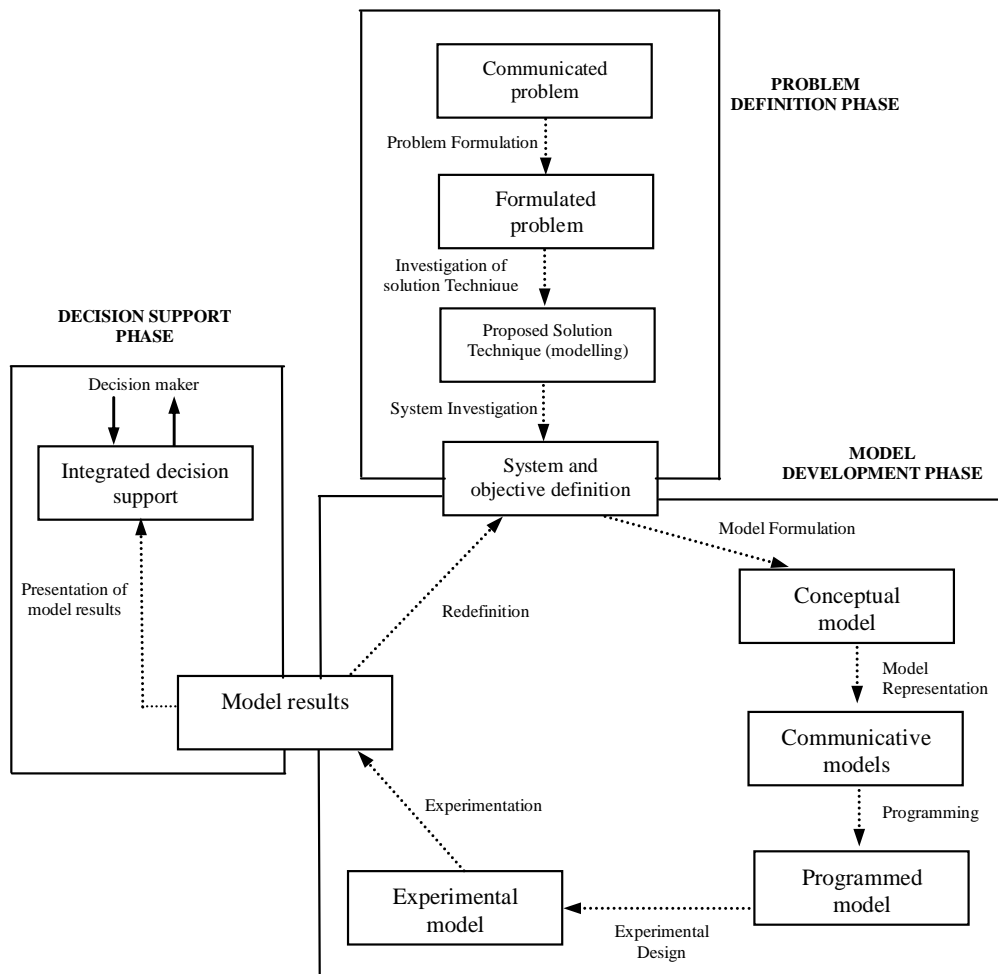 Communicated
problem
PROBLEM
DEFINITION PHASE
Problem Formulation
Formulated
problem
Investigation of
solution Technique
Proposed Solution
Technique (modelling)
System Investigation
System and
objective definition
DECISION SUPPORT
PHASE
Decision maker
Integrated decision
support
Presentation of
model results
MODEL
DEVELOPMENT PHASE
Model Formulation
Conceptual
model
Model
Representation
Communicative
models
Programming
Programmed
model
Experimental
Design
Experimental
model
Experimentation
Model results
Redefinition